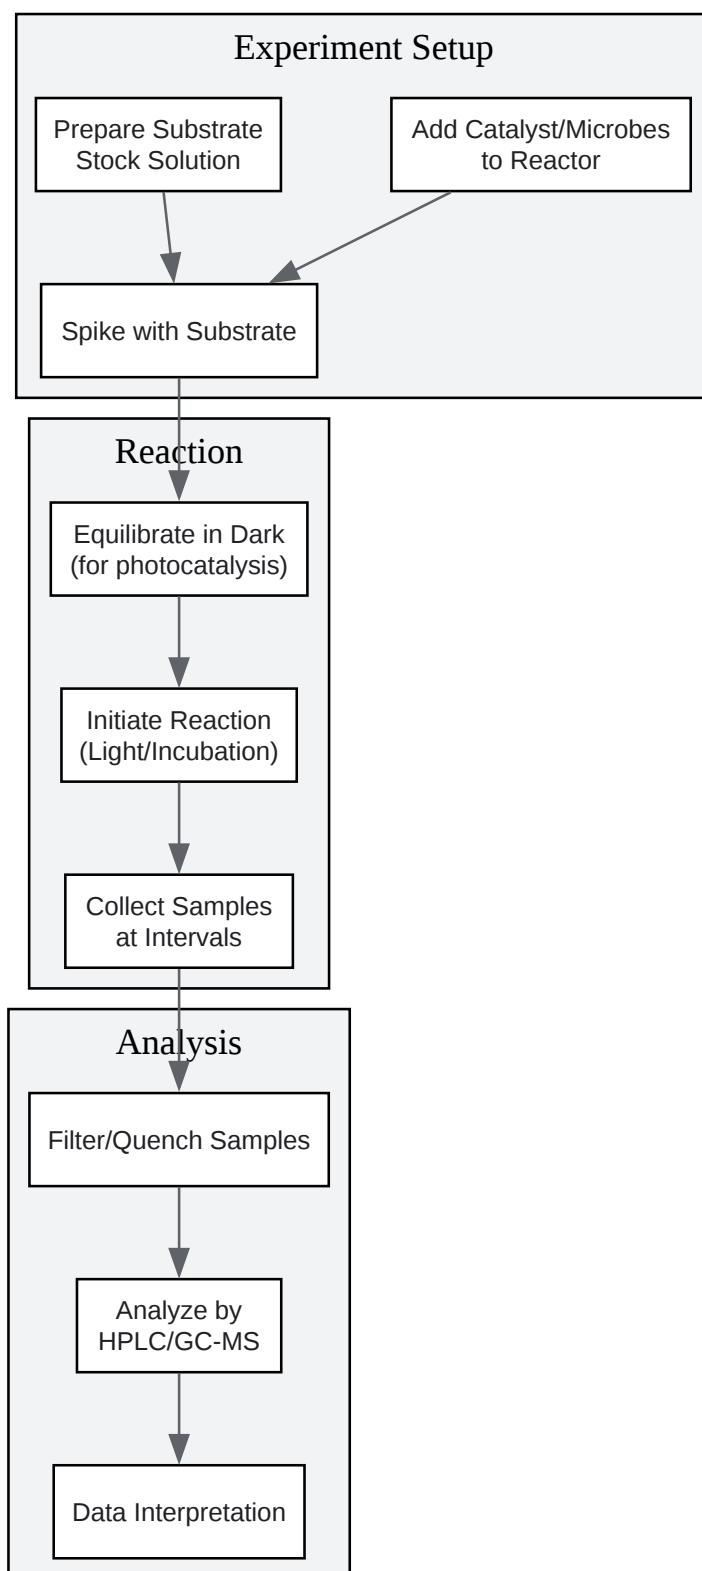 Experiment Setup
Prepare Substrate
Stock Solution
Add Catalyst/Microbes
to Reactor
Spike with Substrate
Reaction
Equilibrate in Dark
(for photocatalysis)
Initiate Reaction
(Light/Incubation)
Collect Samples
at Intervals
Analysis
Filter/Quench Samples
Analyze by
HPLC/GC-MS
Data Interpretation